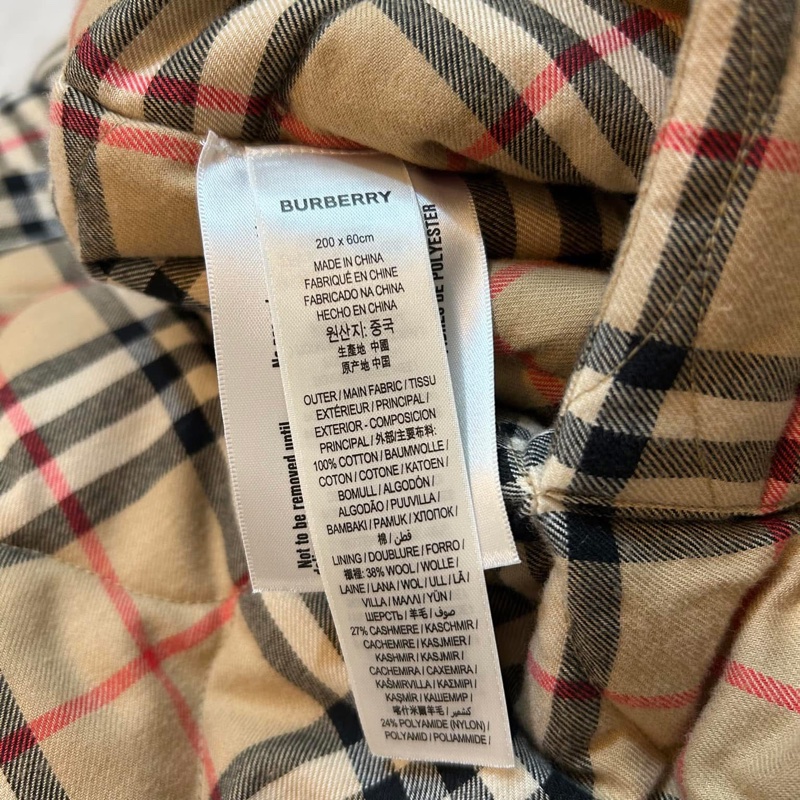 BURBERRY
200 x 60cm
MADE IN CHINA
FABRIQUÉ EN CHINE
FABRICADO NA CHINA
HECHO EN CHINA
원산지: 중국
生產地 中國
原产地 中国
OUTER / MAIN FABRIC / TISSU
EXTÉRIEUR / PRINCIPAL /
EXTERIOR - COMPOSICION
PRINCIPAL / 外部/主要布料:
100% COTTON / BAUMWOLLE /
COTON / COTONE / KATOEN /
BOMULL / ALGODÓN /
ALGODÃO / PUUVILLA /
BAMBAKI / PAMUK / ХЛОПОК /
棉 / قطن /
LINING / DOUBLURE / FORRO /
襯裡: 38% WOOL / WOLLE /
LAINE / LANA / WOL / ULL / LÃ /
VILLA / ΜΑΛΛΙ / YÜN /
ШЕРСТЬ / 羊毛 / صوف /
27% CASHMERE / KASCHMIR /
CACHEMIRE / KASJMIER /
KASHMIR / KASJMIR /
CACHEMIRA / CAXEMIRA /
KAŠMIRVILLA / ΚΑΣΜΙΡΙ /
KAŞMİR / КАШЕМИР /
喀什米爾羊毛 / كشمير /
24% POLYAMIDE (NYLON) /
POLYAMID / POLIAMMIDE /
Not to be removed until
DE POLYESTER